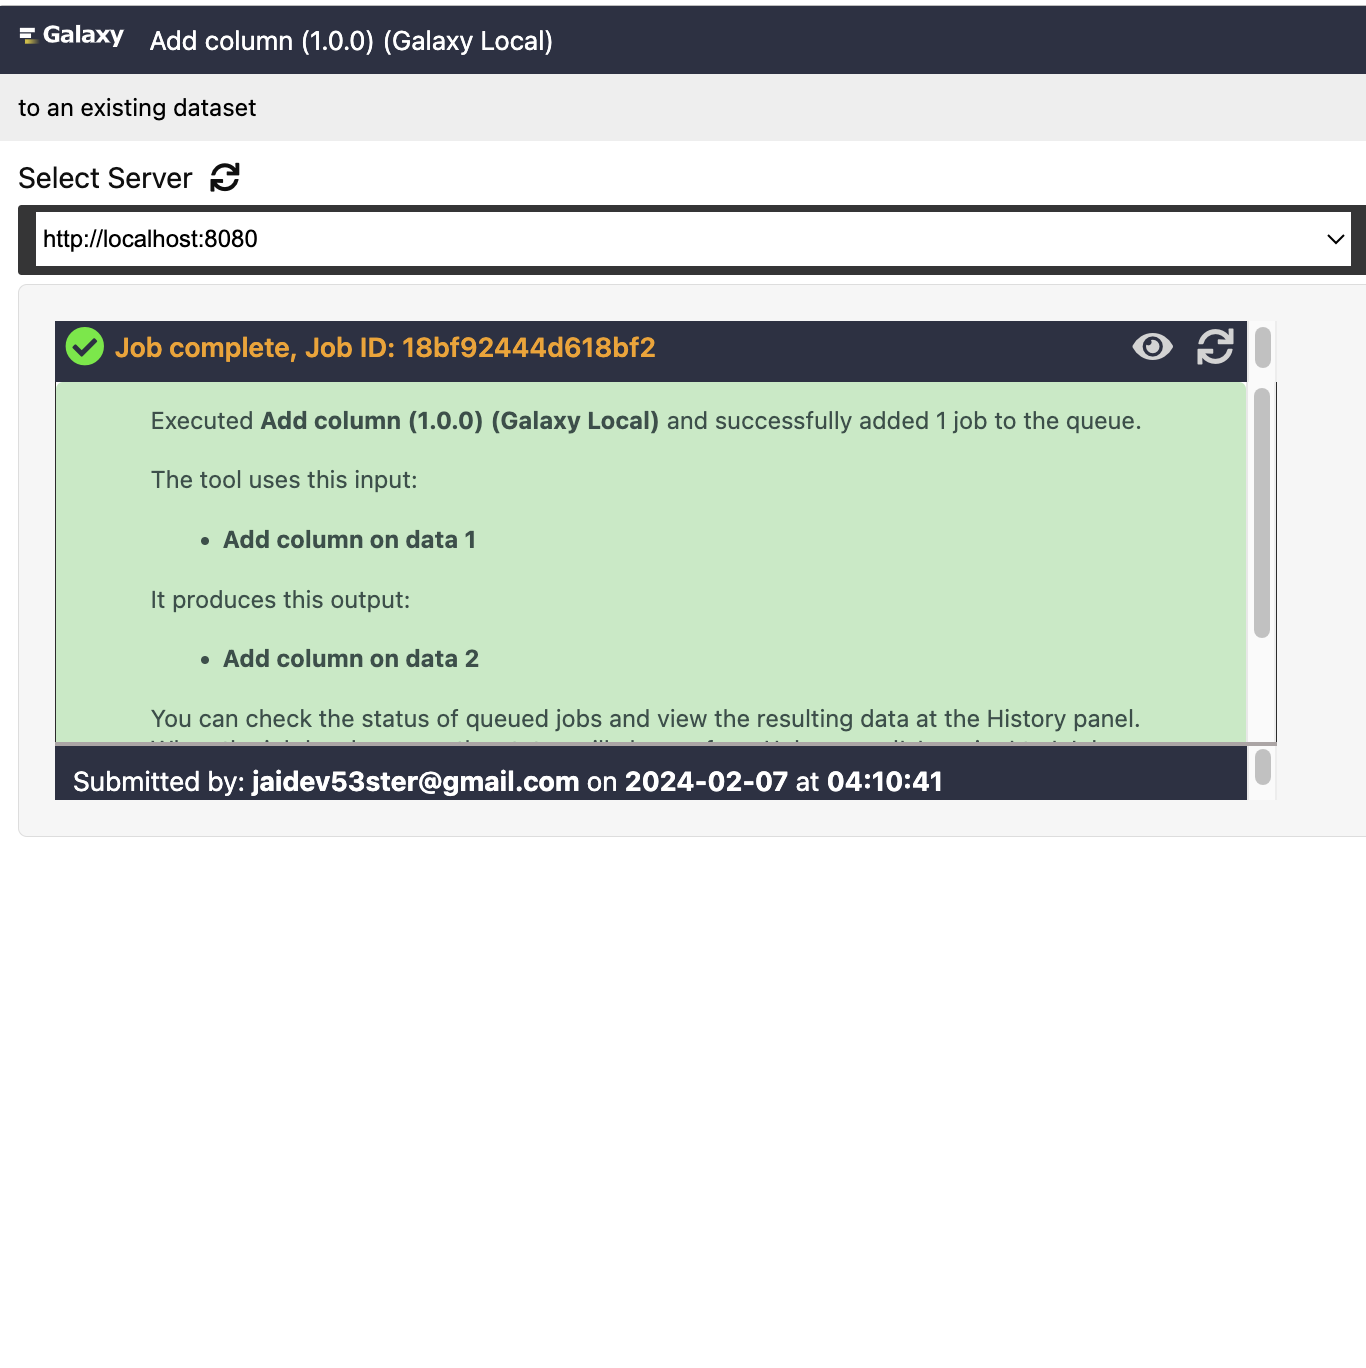 Galaxy Add column (1.0.0) (Galaxy Local)
to an existing dataset
Select Server
http://localhost:8080
Job complete, Job ID: 18bf92444d618bf2
Executed Add column (1.0.0) (Galaxy Local) and successfully added 1 job to the queue.
The tool uses this input:
• Add column on data 1
It produces this output:
• Add column on data 2
You can check the status of queued jobs and view the resulting data at the History panel.
Submitted by: jaidev53ster@gmail.com on 2024-02-07 at 04:10:41